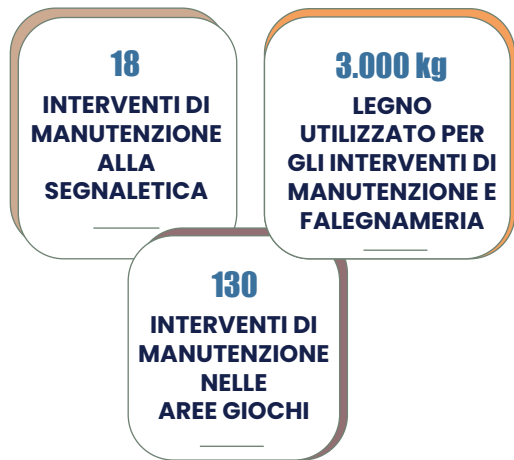 18
INTERVENTI DI
MANUTENZIONE
ALLA
SEGNALETICA
3.000 kg
LEGNO
UTILIZZATO PER
GLI INTERVENTI DI
MANUTENZIONE E
FALEGNAMERIA
130
INTERVENTI DI
MANUTENZIONE
NELLE
AREE GIOCHI